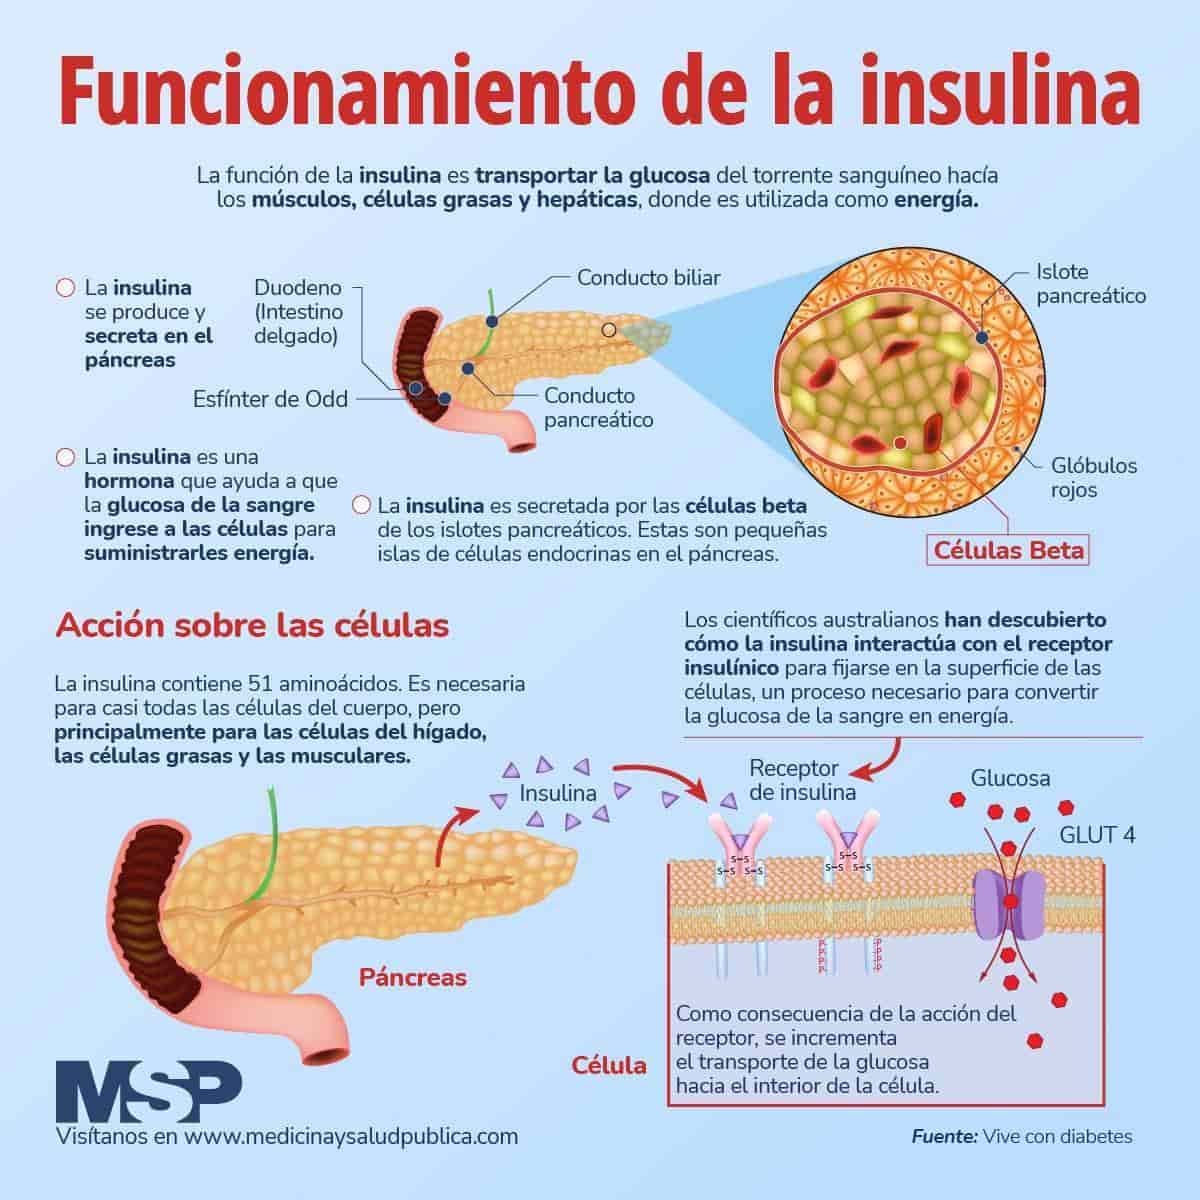 Funcionamiento de la insulina
La función de la insulina es transportar la glucosa del torrente sanguíneo hacía
los músculos, células grasas y hepáticas, donde es utilizada como energía.
La insulina
se produce y
secreta en el
páncreas
Duodeno
(Intestino
delgado)
Conducto biliar
Islote
pancreático
Esfínter de Odd
Conducto
pancreático
La insulina es una
hormona que ayuda a que
la glucosa de la sangre
ingrese a las células para
suministrarles energía.
La insulina es secretada por las células beta
de los islotes pancreáticos. Estas son pequeñas
islas de células endocrinas en el páncreas.
Glóbulos
rojos
Células Beta
Acción sobre las células
La insulina contiene 51 aminoácidos. Es necesaria
para casi todas las células del cuerpo, pero
principalmente para las células del hígado,
las células grasas y las musculares.
Los científicos australianos han descubierto
cómo la insulina interactúa con el receptor
insulínico para fijarse en la superficie de las
células, un proceso necesario para convertir
la glucosa de la sangre en energía.
Insulina
Receptor
de insulina
Glucosa
GLUT 4
S-S
S-S S-S
S-S
S-S S-S
P P
P P
P P
P P
Páncreas
Célula
Como consecuencia de la acción del
receptor, se incrementa
el transporte de la glucosa
hacia el interior de la célula.
MSP
Visítanos en www.medicinaysaludpublica.com
Fuente: Vive con diabetes